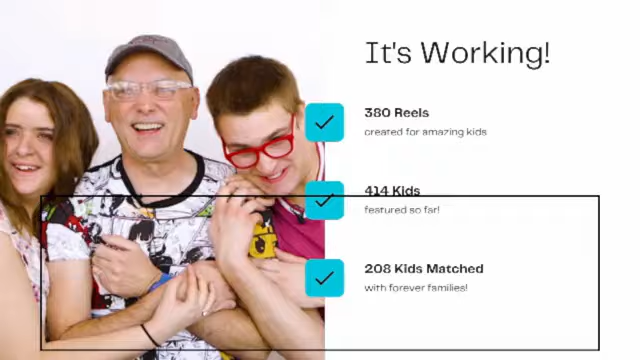 It's Working!
380 Reels
created for amazing kids
414 Kids
featured so far!
208 Kids Matched
with forever families!